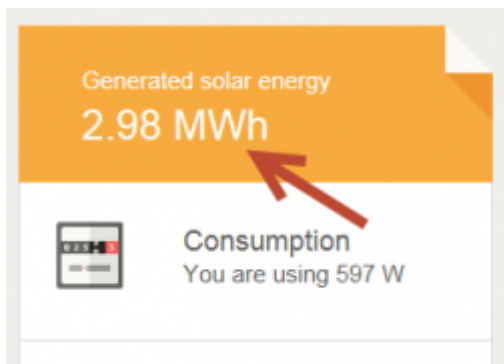 Generated solar energy
2.98 MWh
Consumption
You are using 597 W